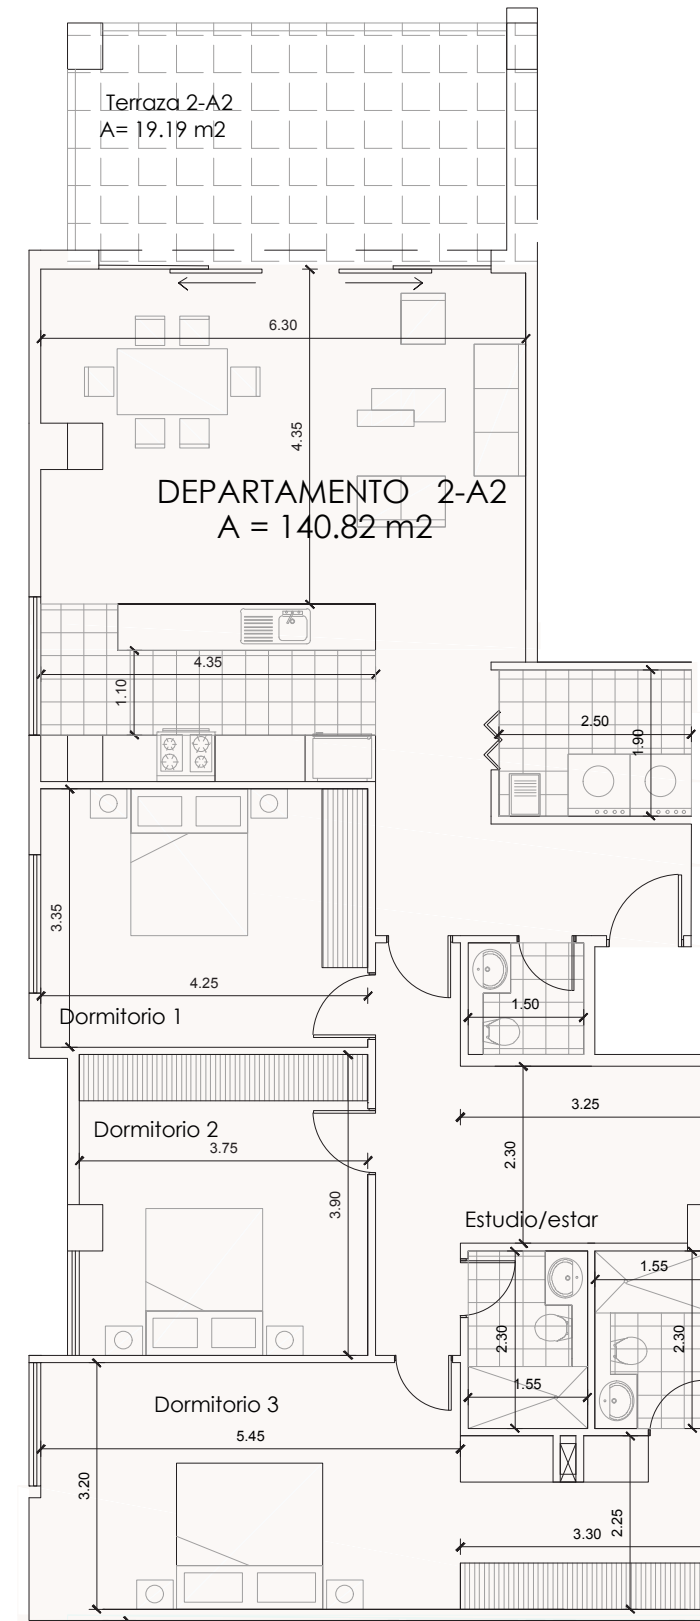 Terraza 2-A2
A= 19.19 m2
6.30
4.35
DEPARTAMENTO 2-A2
A = 140.82 m2
4.35
1.10
2.50
1.90
3.35
4.25
Dormitorio 1
1.50
3.25
2.30
Dormitorio 2
3.75
3.90
Estudio/estar
1.55
2.30
2.30
1.55
Dormitorio 3
5.45
3.20
3.30
2.25